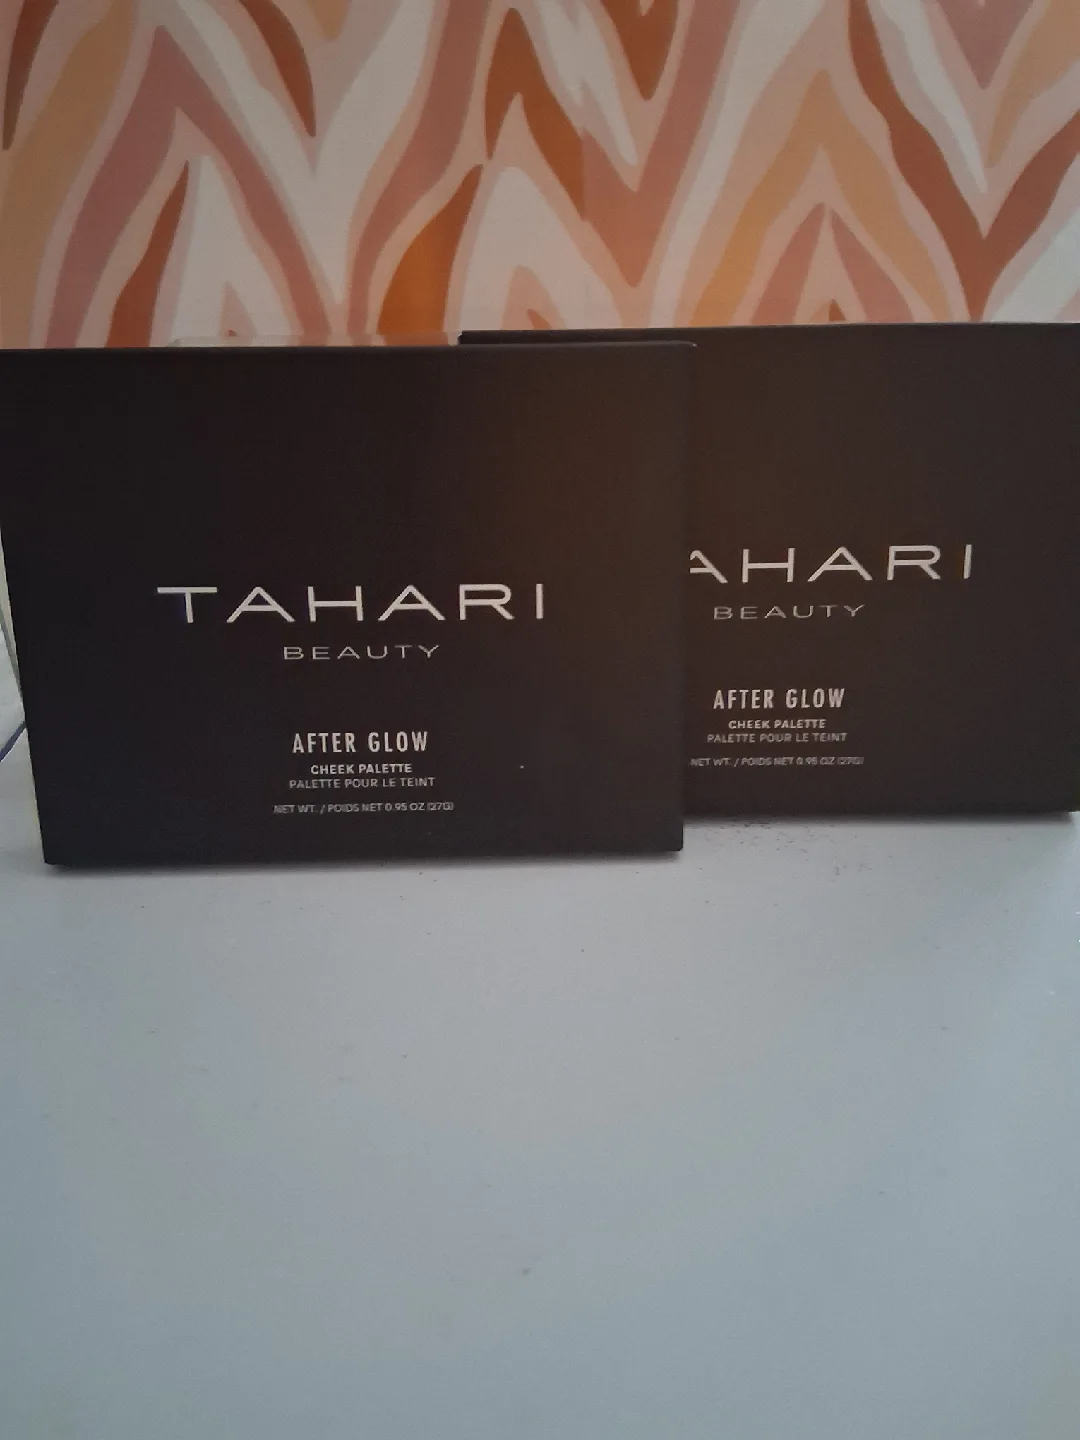 TAHARI
BEAUTY
AFTER GLOW
CHEEK PALETTE
PALETTE POUR LE TEINT
NET WT. / POIDS NET 0.95 OZ (27G)
AHARI
BEAUTY
AFTER GLOW
CHEEK PALETTE
PALETTE POUR LE TEINT
NET WT. / POIDS NET 0.95 OZ (27G)